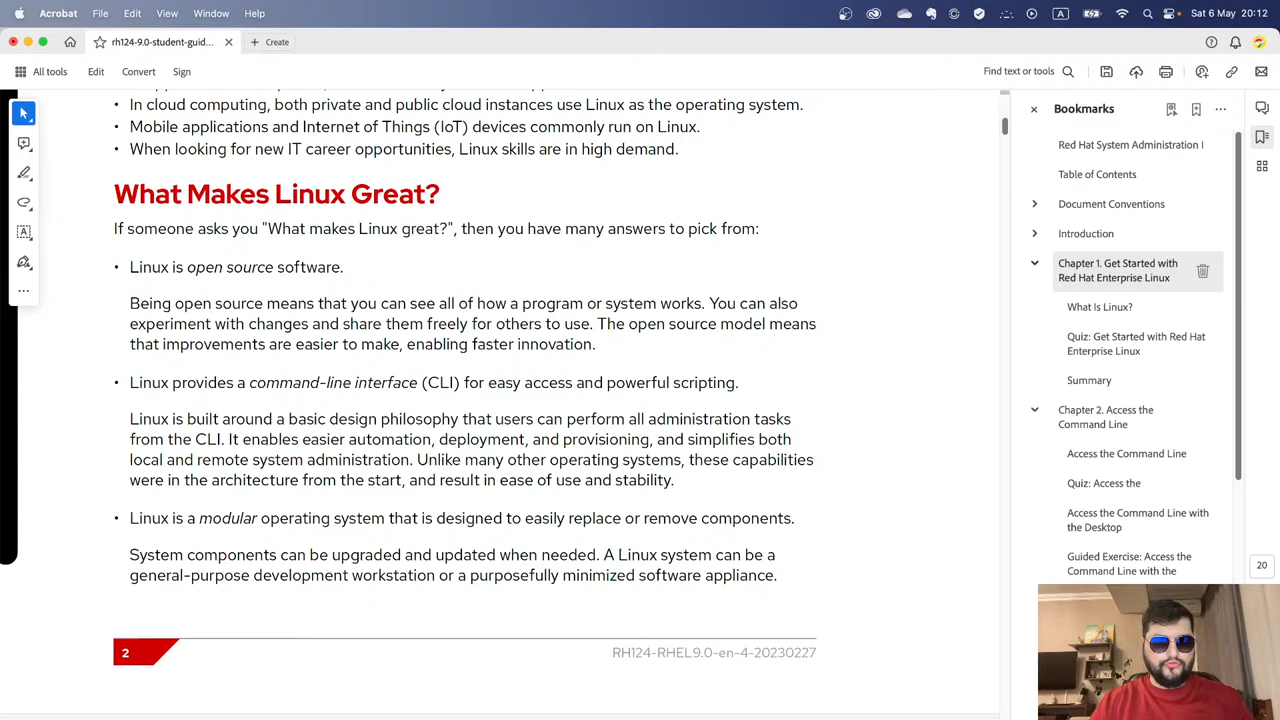 Acrobat File Edit View Window Help A Sat 6 May 20:12
rh124-9.0-student-guid... Create
All tools Edit Convert Sign Find text or tools
• In cloud computing, both private and public cloud instances use Linux as the operating system.
• Mobile applications and Internet of Things (IoT) devices commonly run on Linux.
• When looking for new IT career opportunities, Linux skills are in high demand.
What Makes Linux Great?
If someone asks you "What makes Linux great?", then you have many answers to pick from:
• Linux is open source software.
Being open source means that you can see all of how a program or system works. You can also
experiment with changes and share them freely for others to use. The open source model means
that improvements are easier to make, enabling faster innovation.
• Linux provides a command-line interface (CLI) for easy access and powerful scripting.
Linux is built around a basic design philosophy that users can perform all administration tasks
from the CLI. It enables easier automation, deployment, and provisioning, and simplifies both
local and remote system administration. Unlike many other operating systems, these capabilities
were in the architecture from the start, and result in ease of use and stability.
• Linux is a modular operating system that is designed to easily replace or remove components.
System components can be upgraded and updated when needed. A Linux system can be a
general-purpose development workstation or a purposefully minimized software appliance.
2 RH124-RHEL9.0-en-4-20230227
Bookmarks
Red Hat System Administration I
Table of Contents
Document Conventions
Introduction
Chapter 1. Get Started with
Red Hat Enterprise Linux
What Is Linux?
Quiz: Get Started with Red Hat
Enterprise Linux
Summary
Chapter 2. Access the
Command Line
Access the Command Line
Quiz: Access the
Access the Command Line with
the Desktop
Guided Exercise: Access the
Command Line with the
20